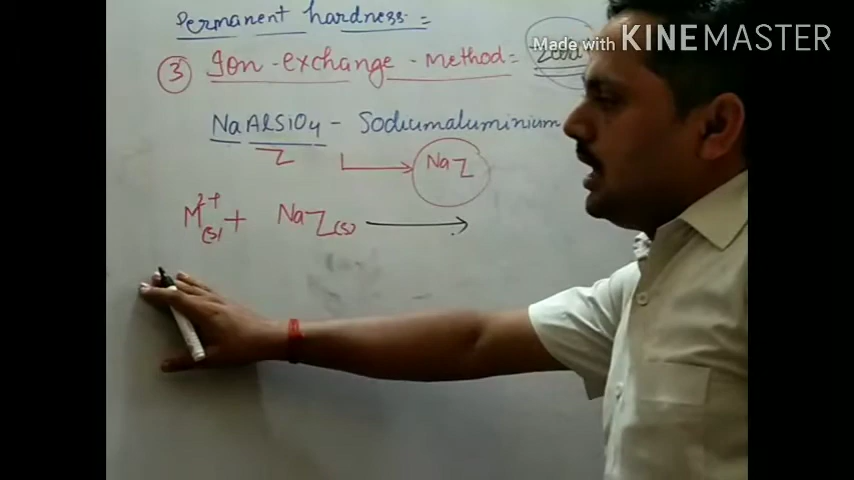 Permanent hardness =
Made with KINEMASTER
③ Ion-exchange-method =
NaAlSiO4 - Sodiumaluminium
Z → NaZ
M2+(s) + NaZ(s) →